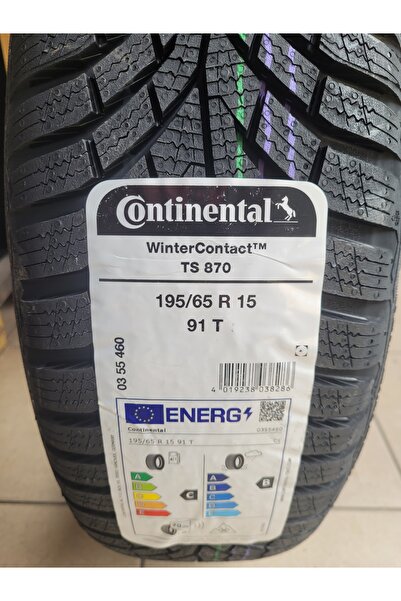 Continental
WinterContact™
TS 870
195/65 R 15
91 T
03 55 460
4 019238 038286
ENERG
Continental
0355460
195/65 R 15 91 T
C1
A
B
C
D
E
C
A
B
C
D
E
B